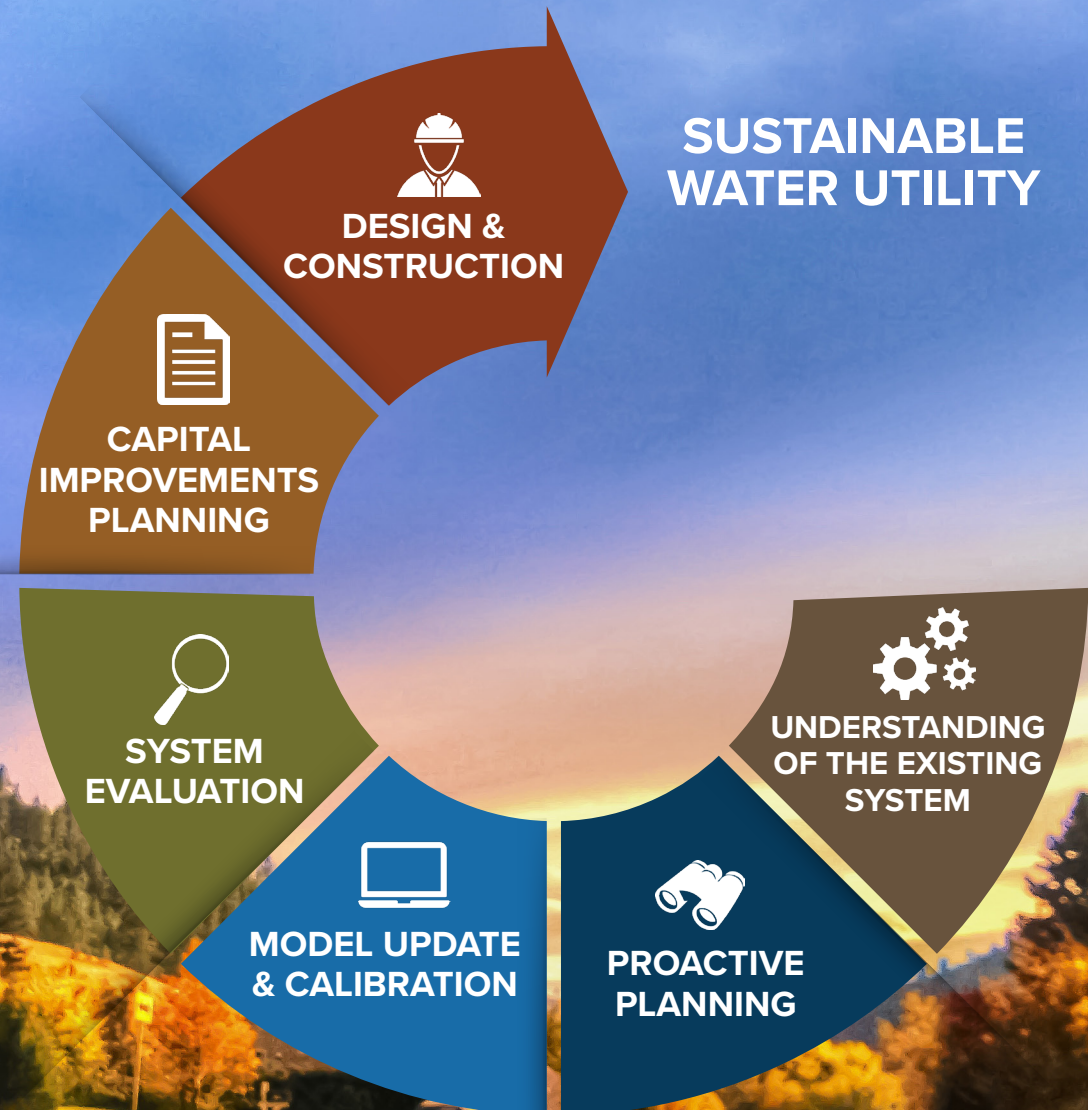 SUSTAINABLE
WATER UTILITY
DESIGN &
CONSTRUCTION
CAPITAL
IMPROVEMENTS
PLANNING
SYSTEM
EVALUATION
MODEL UPDATE
& CALIBRATION
PROACTIVE
PLANNING
UNDERSTANDING
OF THE EXISTING
SYSTEM